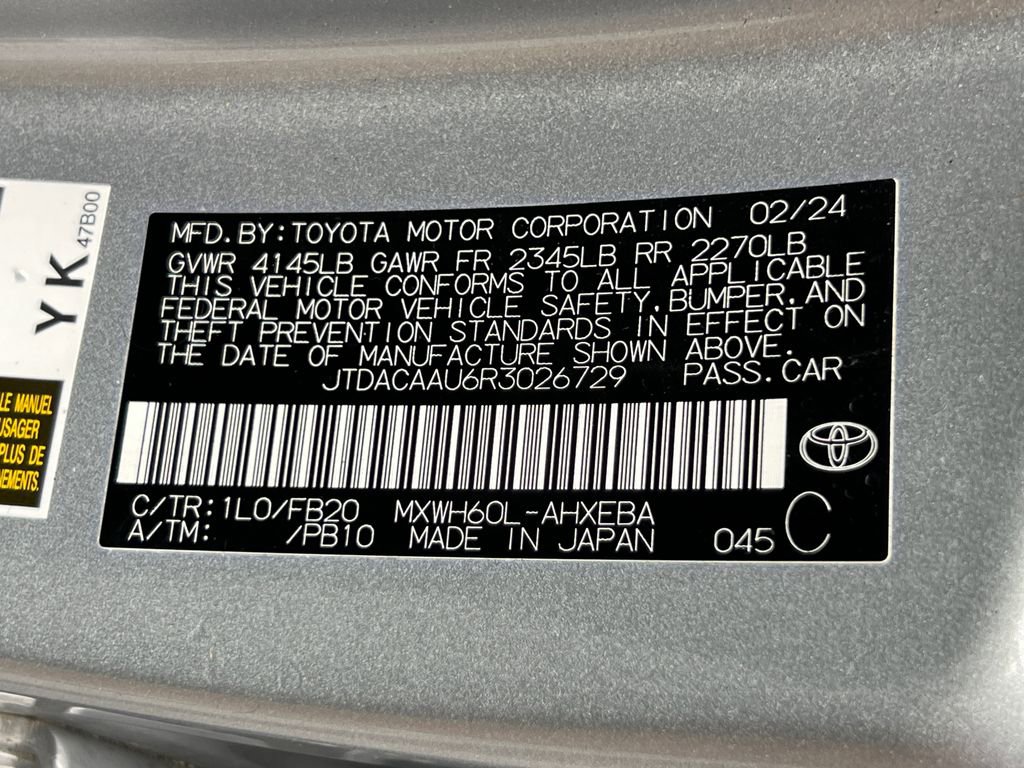 YK
47B00
LE MANUEL
USAGER
PLUS DE
NEMENTS.
MFD.BY:TOYOTA MOTOR CORPORATION 02/24
GVWR 4145LB GAWR FR 2345LB RR 2270LB
THIS VEHICLE CONFORMS TO ALL APPLICABLE
FEDERAL MOTOR VEHICLE SAFETY,BUMPER,AND
THEFT PREVENTION STANDARDS IN EFFECT ON
THE DATE OF MANUFACTURE SHOWN ABOVE.
JTDACAAU6R3026729 PASS.CAR
C/TR:1L0/FB20 MXWH60L-AHXEBA
A/TM: /PB10 MADE IN JAPAN 045 C